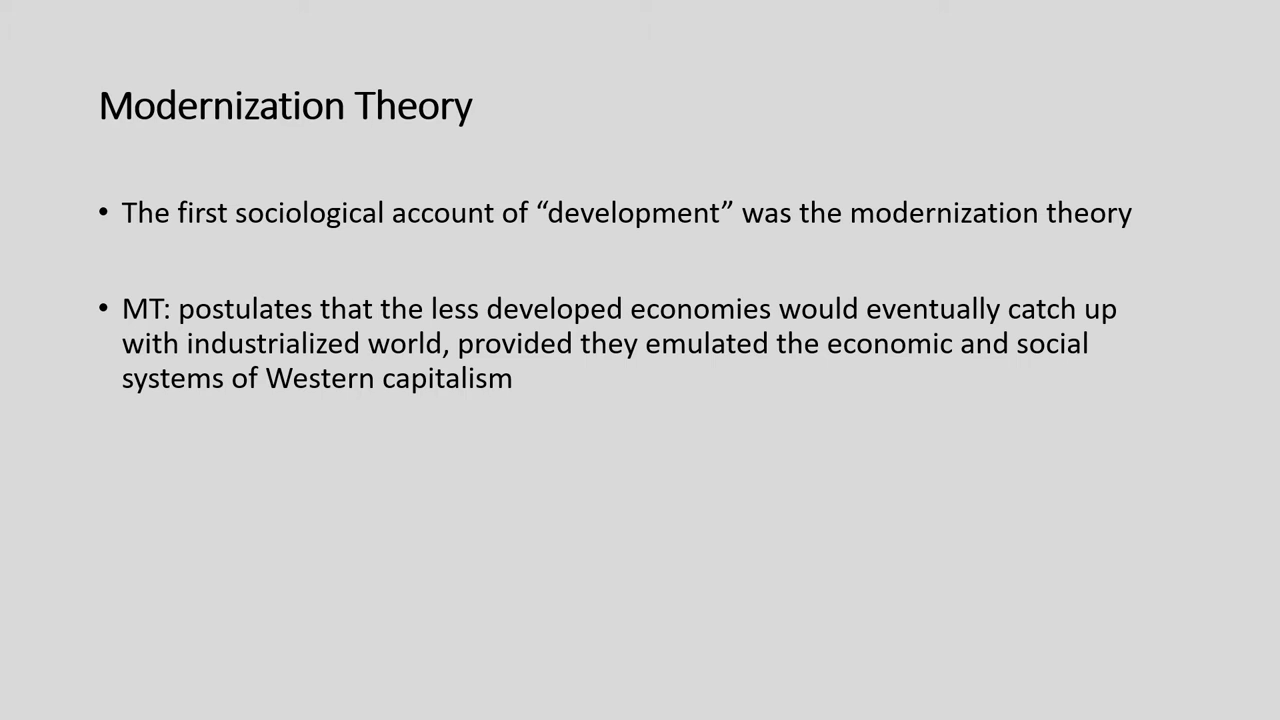 Modernization Theory
• The first sociological account of “development” was the modernization theory
• MT: postulates that the less developed economies would eventually catch up
with industrialized world, provided they emulated the economic and social
systems of Western capitalism